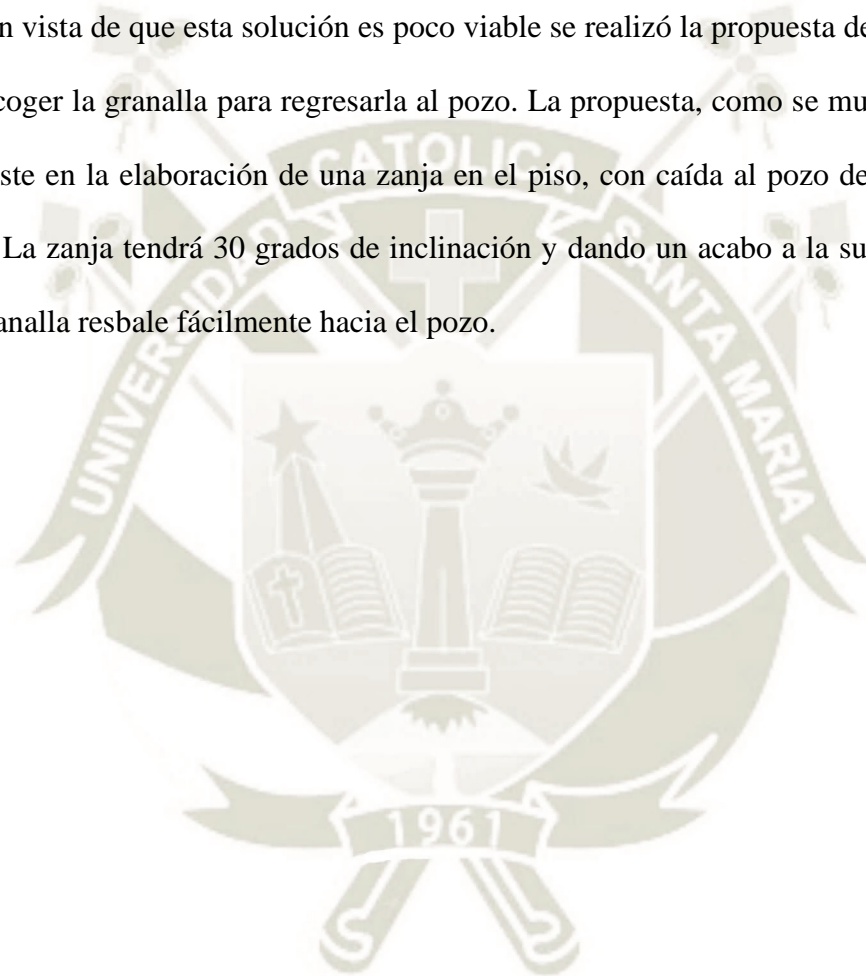 n vista de que esta solución es poco viable se realizó la propuesta de
coger la granalla para regresarla al pozo. La propuesta, como se mu
ste en la elaboración de una zanja en el piso, con caída al pozo de
La zanja tendrá 30 grados de inclinación y dando un acabo a la su
analla resbale fácilmente hacia el pozo.
UNIVERSIDAD CATOLICA SANTA MARIA
1961